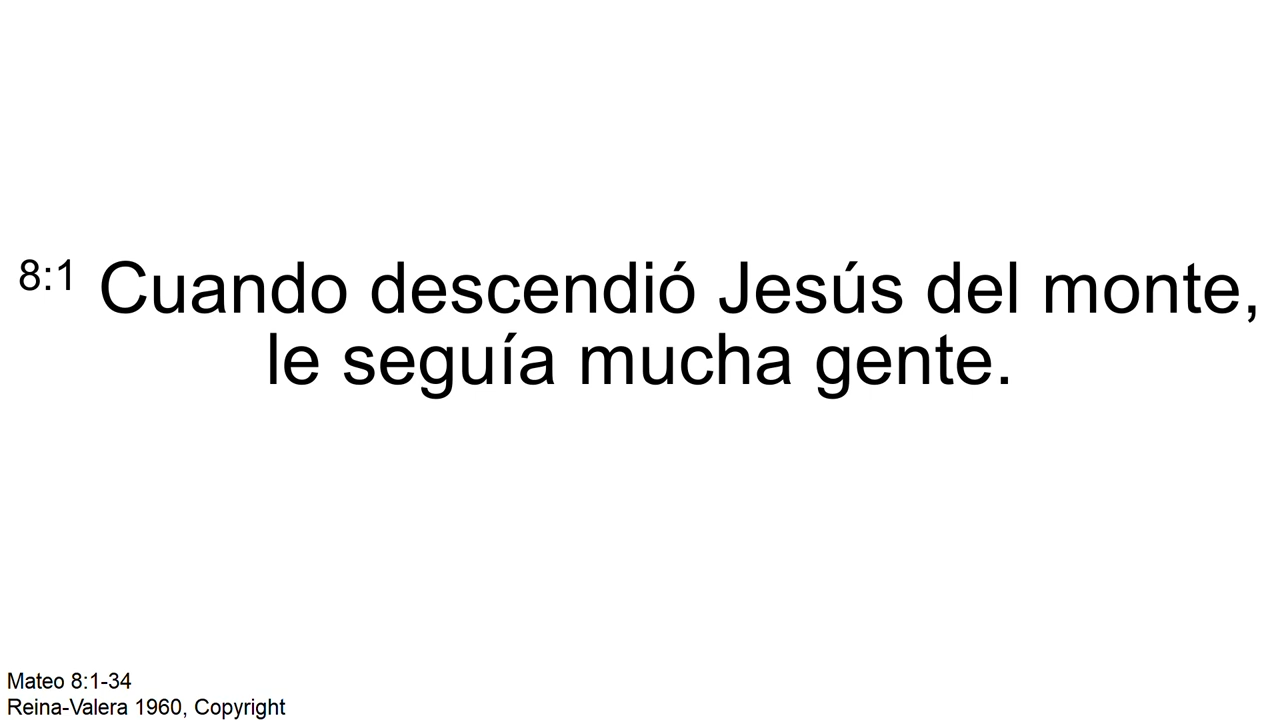 8:1 Cuando descendió Jesús del monte,
le seguía mucha gente.
Mateo 8:1-34
Reina-Valera 1960, Copyright